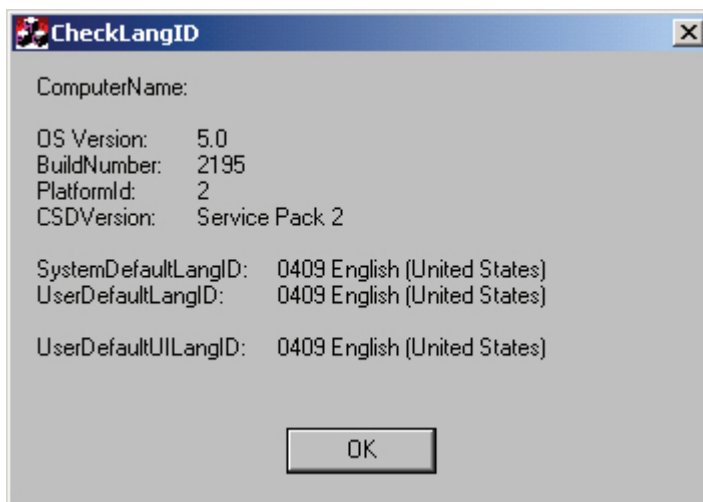 CheckLangID
ComputerName:
OS Version: 5.0
BuildNumber: 2195
PlatformId: 2
CSDVersion: Service Pack 2
SystemDefaultLangID: 0409 English (United States)
UserDefaultLangID: 0409 English (United States)
UserDefaultUILangID: 0409 English (United States)
OK